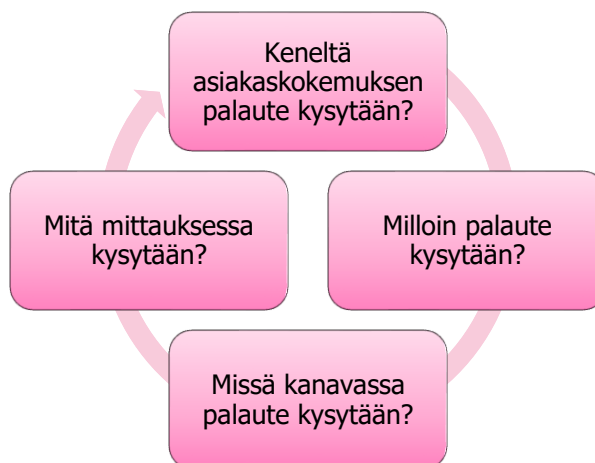 Keneltä
asiakaskokemuksen
palaute kysytään?
Milloin palaute
kysytään?
Missä kanavassa
palaute kysytään?
Mitä mittauksessa
kysytään?